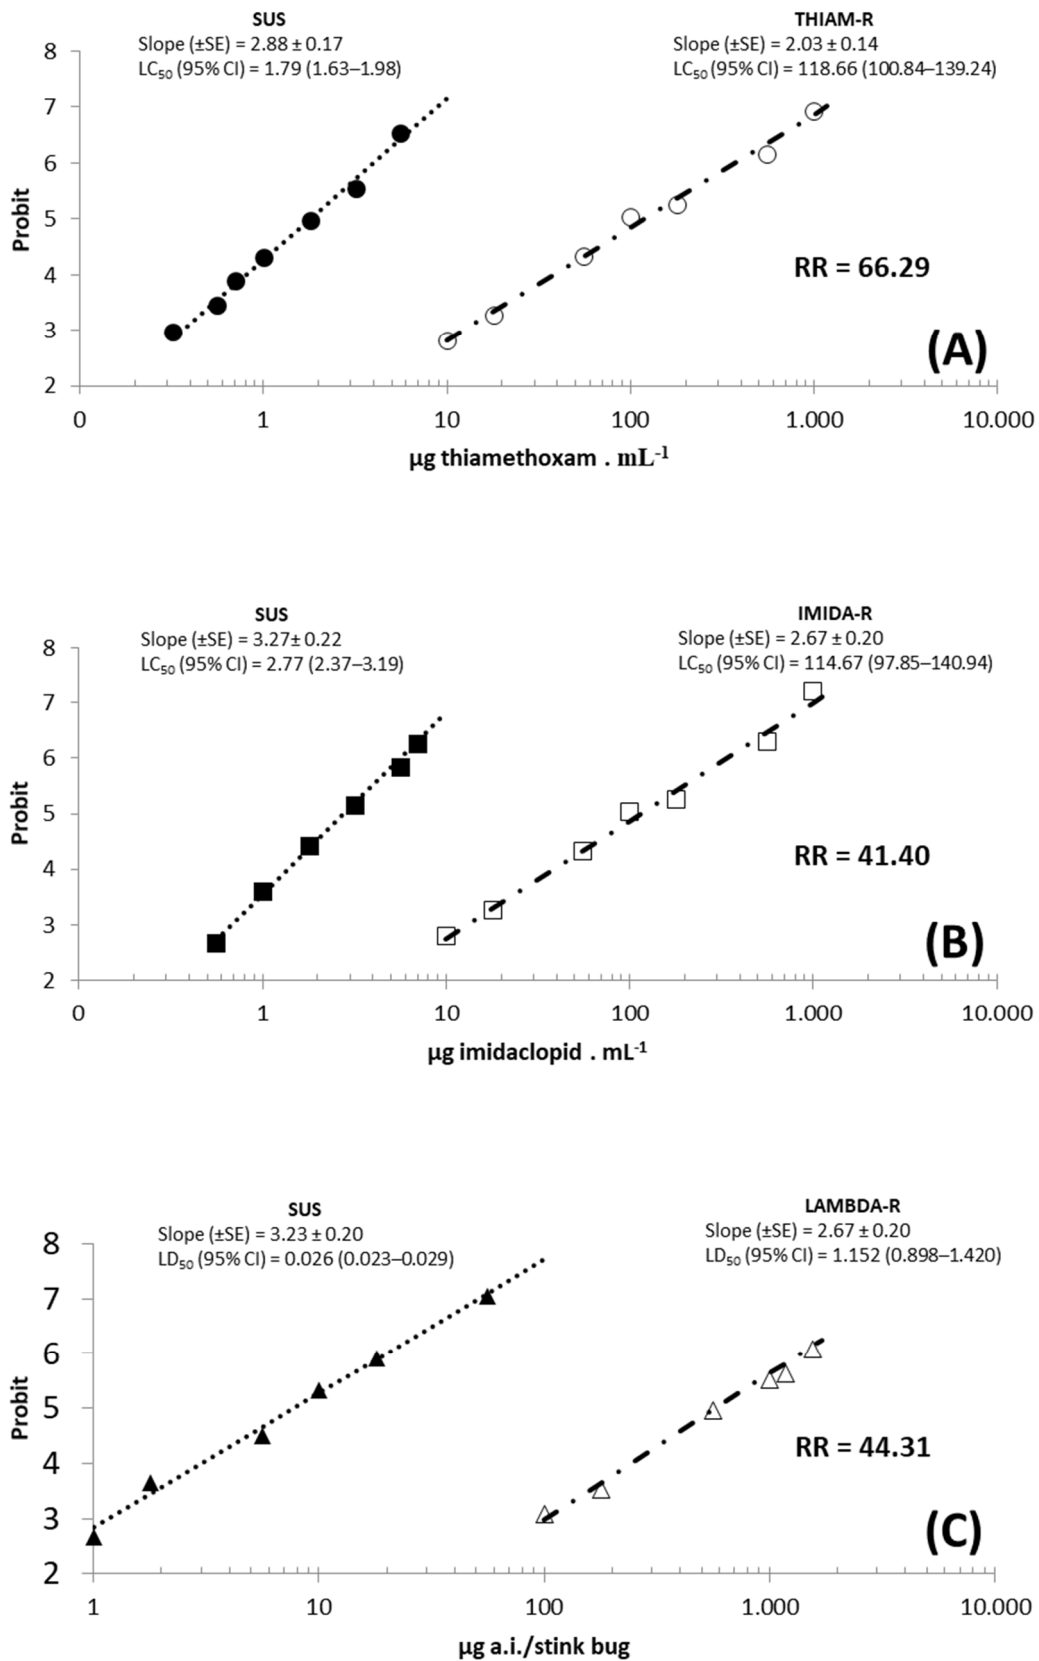 SUS
Slope (±SE) = 2.88 ± 0.17
LC50 (95% CI) = 1.79 (1.63–1.98)
THIAM-R
Slope (±SE) = 2.03 ± 0.14
LC50 (95% CI) = 118.66 (100.84–139.24)
8
7
6
5
4
3
2
Probit
RR = 66.29
(A)
0 1 10 100 1.000 10.000
µg thiamethoxam . mL-1
SUS
Slope (±SE) = 3.27± 0.22
LC50 (95% CI) = 2.77 (2.37–3.19)
IMIDA-R
Slope (±SE) = 2.67 ± 0.20
LC50 (95% CI) = 114.67 (97.85–140.94)
8
7
6
5
4
3
2
Probit
RR = 41.40
(B)
0 1 10 100 1.000 10.000
µg imidaclopid . mL-1
SUS
Slope (±SE) = 3.23 ± 0.20
LD50 (95% CI) = 0.026 (0.023–0.029)
LAMBDA-R
Slope (±SE) = 2.67 ± 0.20
LD50 (95% CI) = 1.152 (0.898–1.420)
8
7
6
5
4
3
2
Probit
RR = 44.31
(C)
1 10 100 1.000 10.000
µg a.i./stink bug